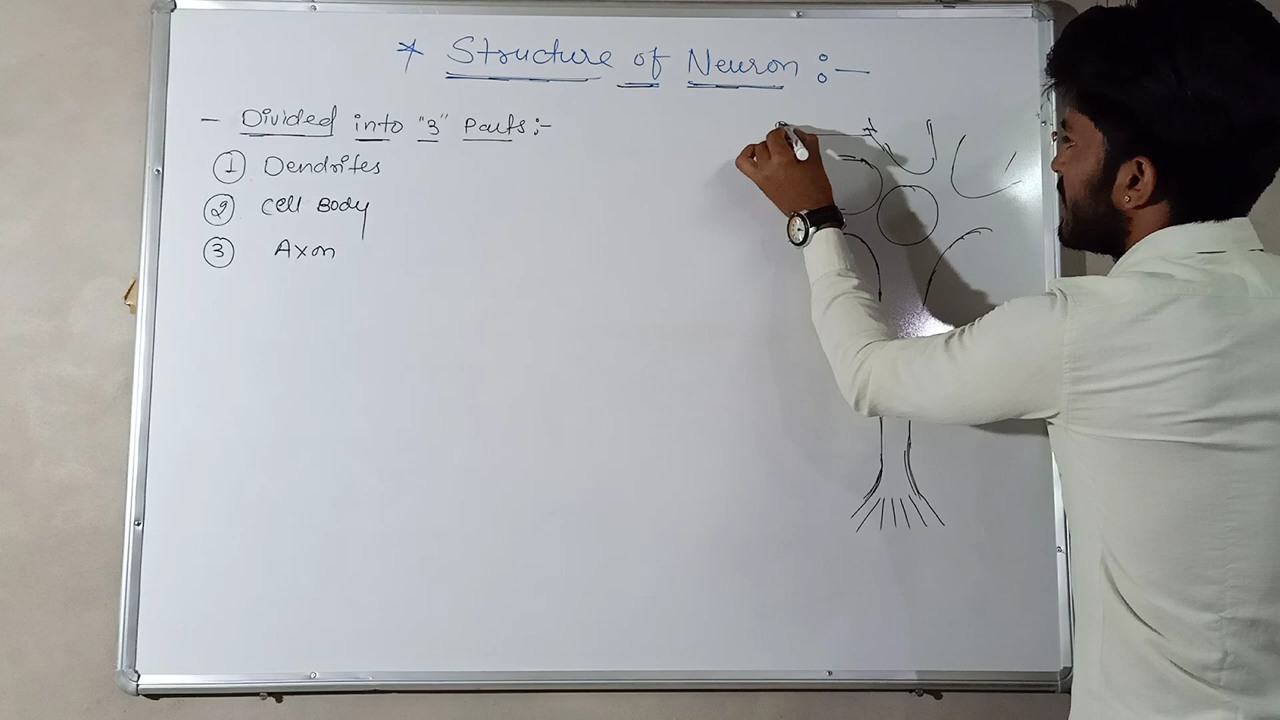 * Structure of Neuron :-
- Divided into "3" Parts :-
① Dendrites
② Cell Body
③ Axon